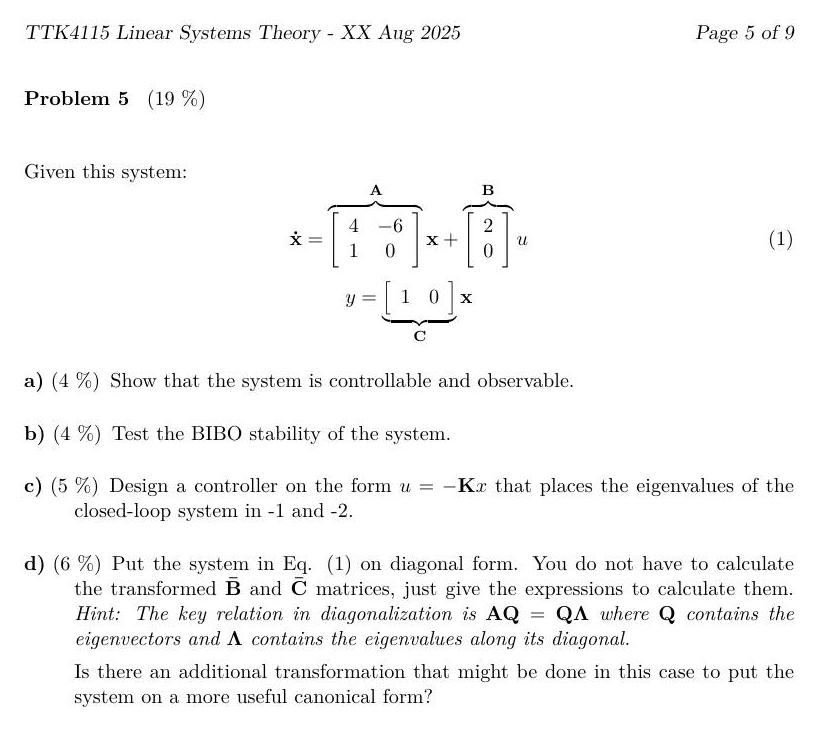 TTK4115 Linear Systems Theory - XX Aug 2025 Page 5 of 9
Problem 5 (19 %)
Given this system:
A B
ẋ = [ 4 −6 ; 1 0 ] x + [ 2 ; 0 ] u (1)
y = [ 1 0 ] x
C
a) (4 %) Show that the system is controllable and observable.
b) (4 %) Test the BIBO stability of the system.
c) (5 %) Design a controller on the form u = −Kx that places the eigenvalues of the
closed-loop system in -1 and -2.
d) (6 %) Put the system in Eq. (1) on diagonal form. You do not have to calculate
the transformed B̄ and C̄ matrices, just give the expressions to calculate them.
Hint: The key relation in diagonalization is AQ = QΛ where Q contains the
eigenvectors and Λ contains the eigenvalues along its diagonal.
Is there an additional transformation that might be done in this case to put the
system on a more useful canonical form?